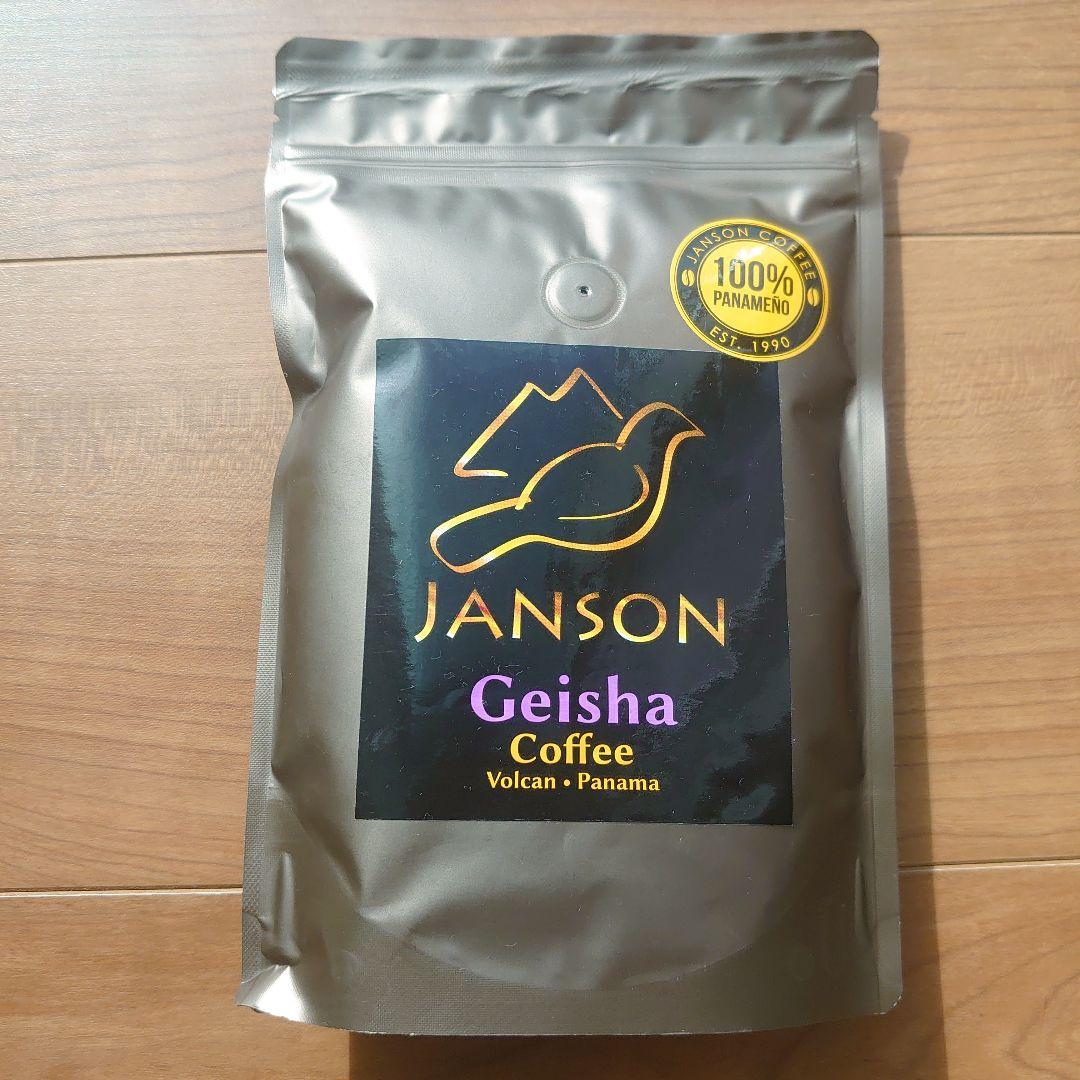 JANSON COFFEE
100%
PANAMEÑO
EST. 1990
JANSON
Geisha
Coffee
Volcan • Panama